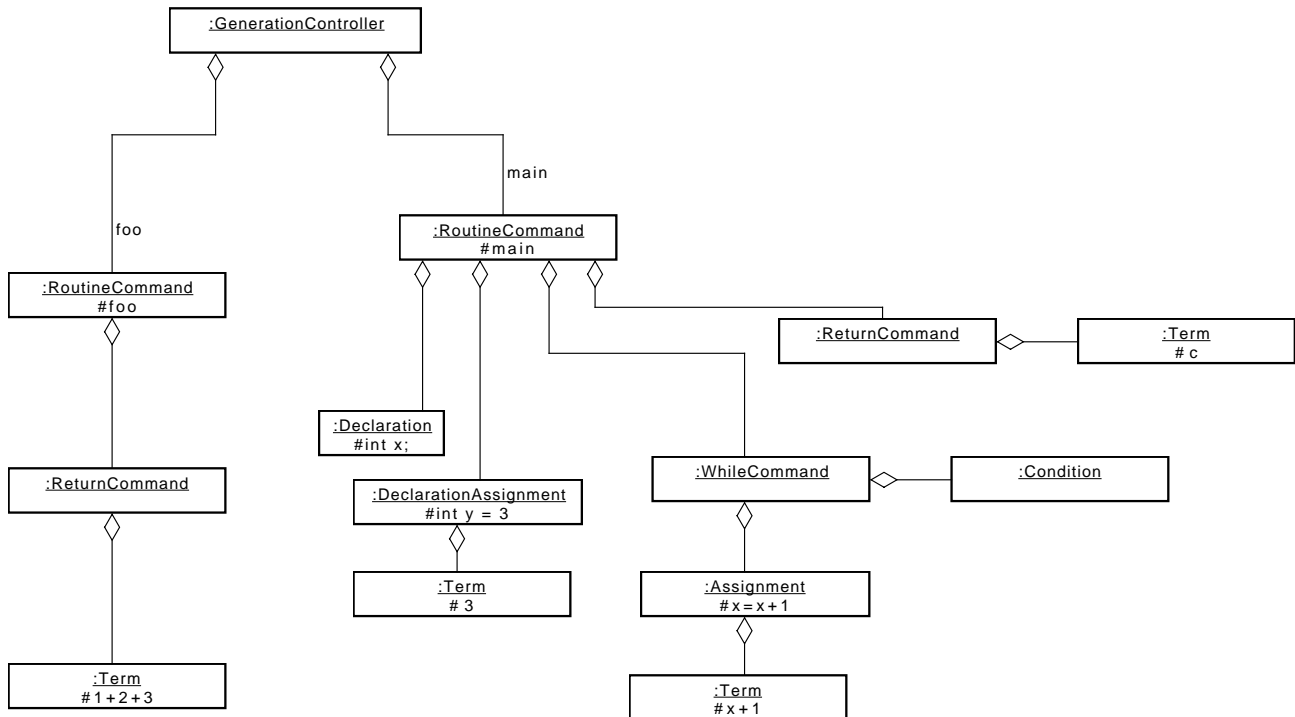 :GenerationController
main
foo
:RoutineCommand
#main
:RoutineCommand
#foo
:ReturnCommand
:Term
#c
:Declaration
#int x;
:WhileCommand
:Condition
:ReturnCommand
:DeclarationAssignment
#int y = 3
:Term
#3
:Assignment
#x=x+1
:Term
#1+2+3
:Term
#x+1